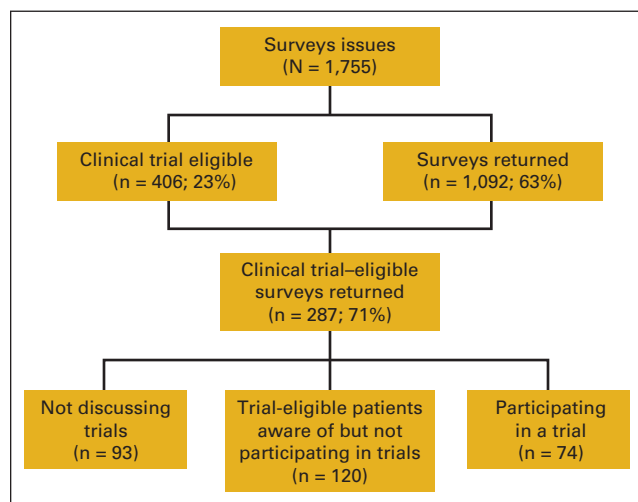 Surveys issues
(N = 1,755)
Clinical trial eligible
(n = 406; 23%)
Surveys returned
(n = 1,092; 63%)
Clinical trial–eligible
surveys returned
(n = 287; 71%)
Not discussing
trials
(n = 93)
Trial-eligible patients
aware of but not
participating in trials
(n = 120)
Participating
in a trial
(n = 74)